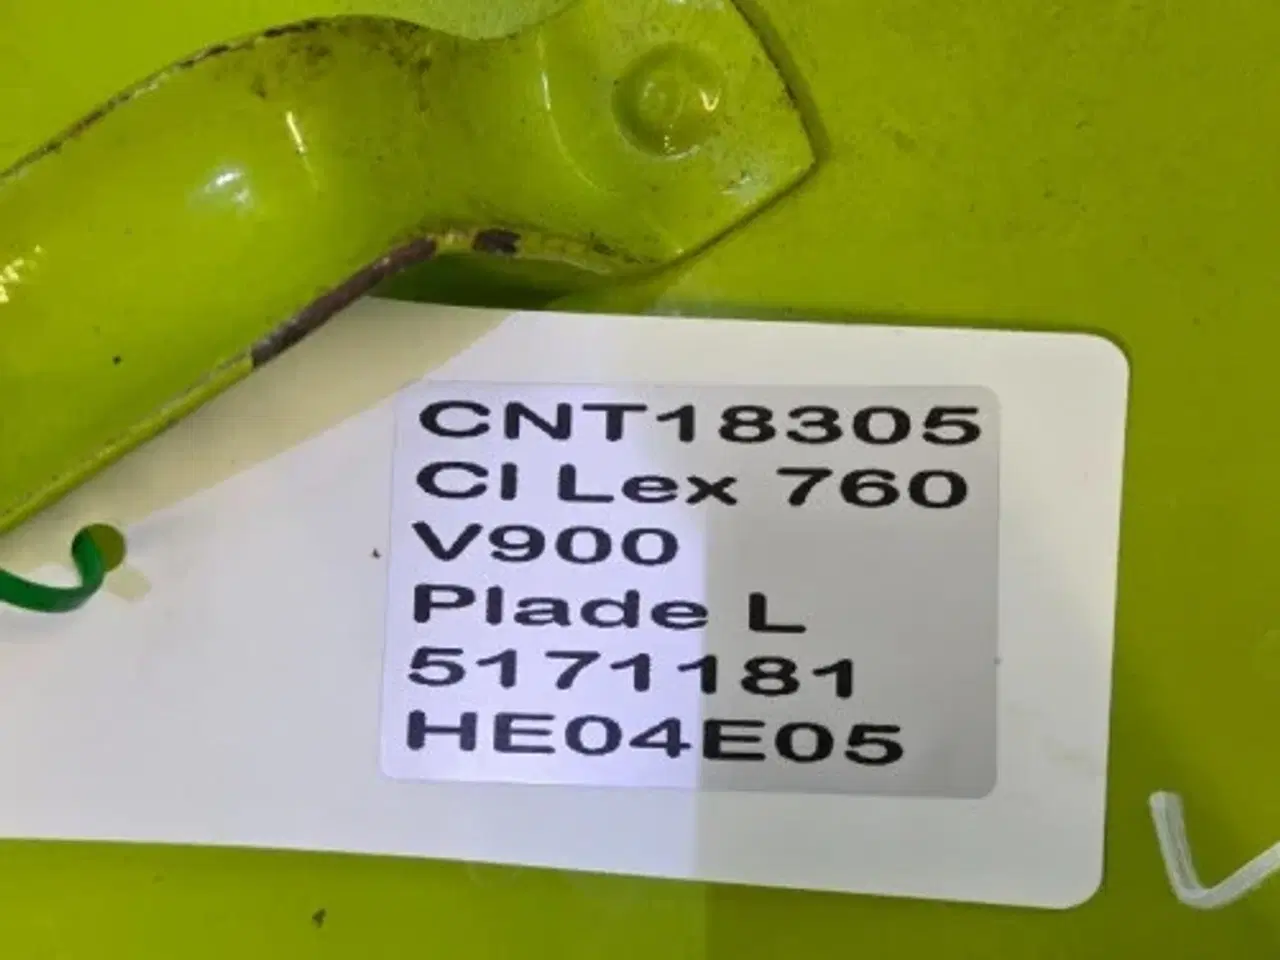 CNT18305
Cl Lex 760
V900
Plade L
5171181
HE04E05